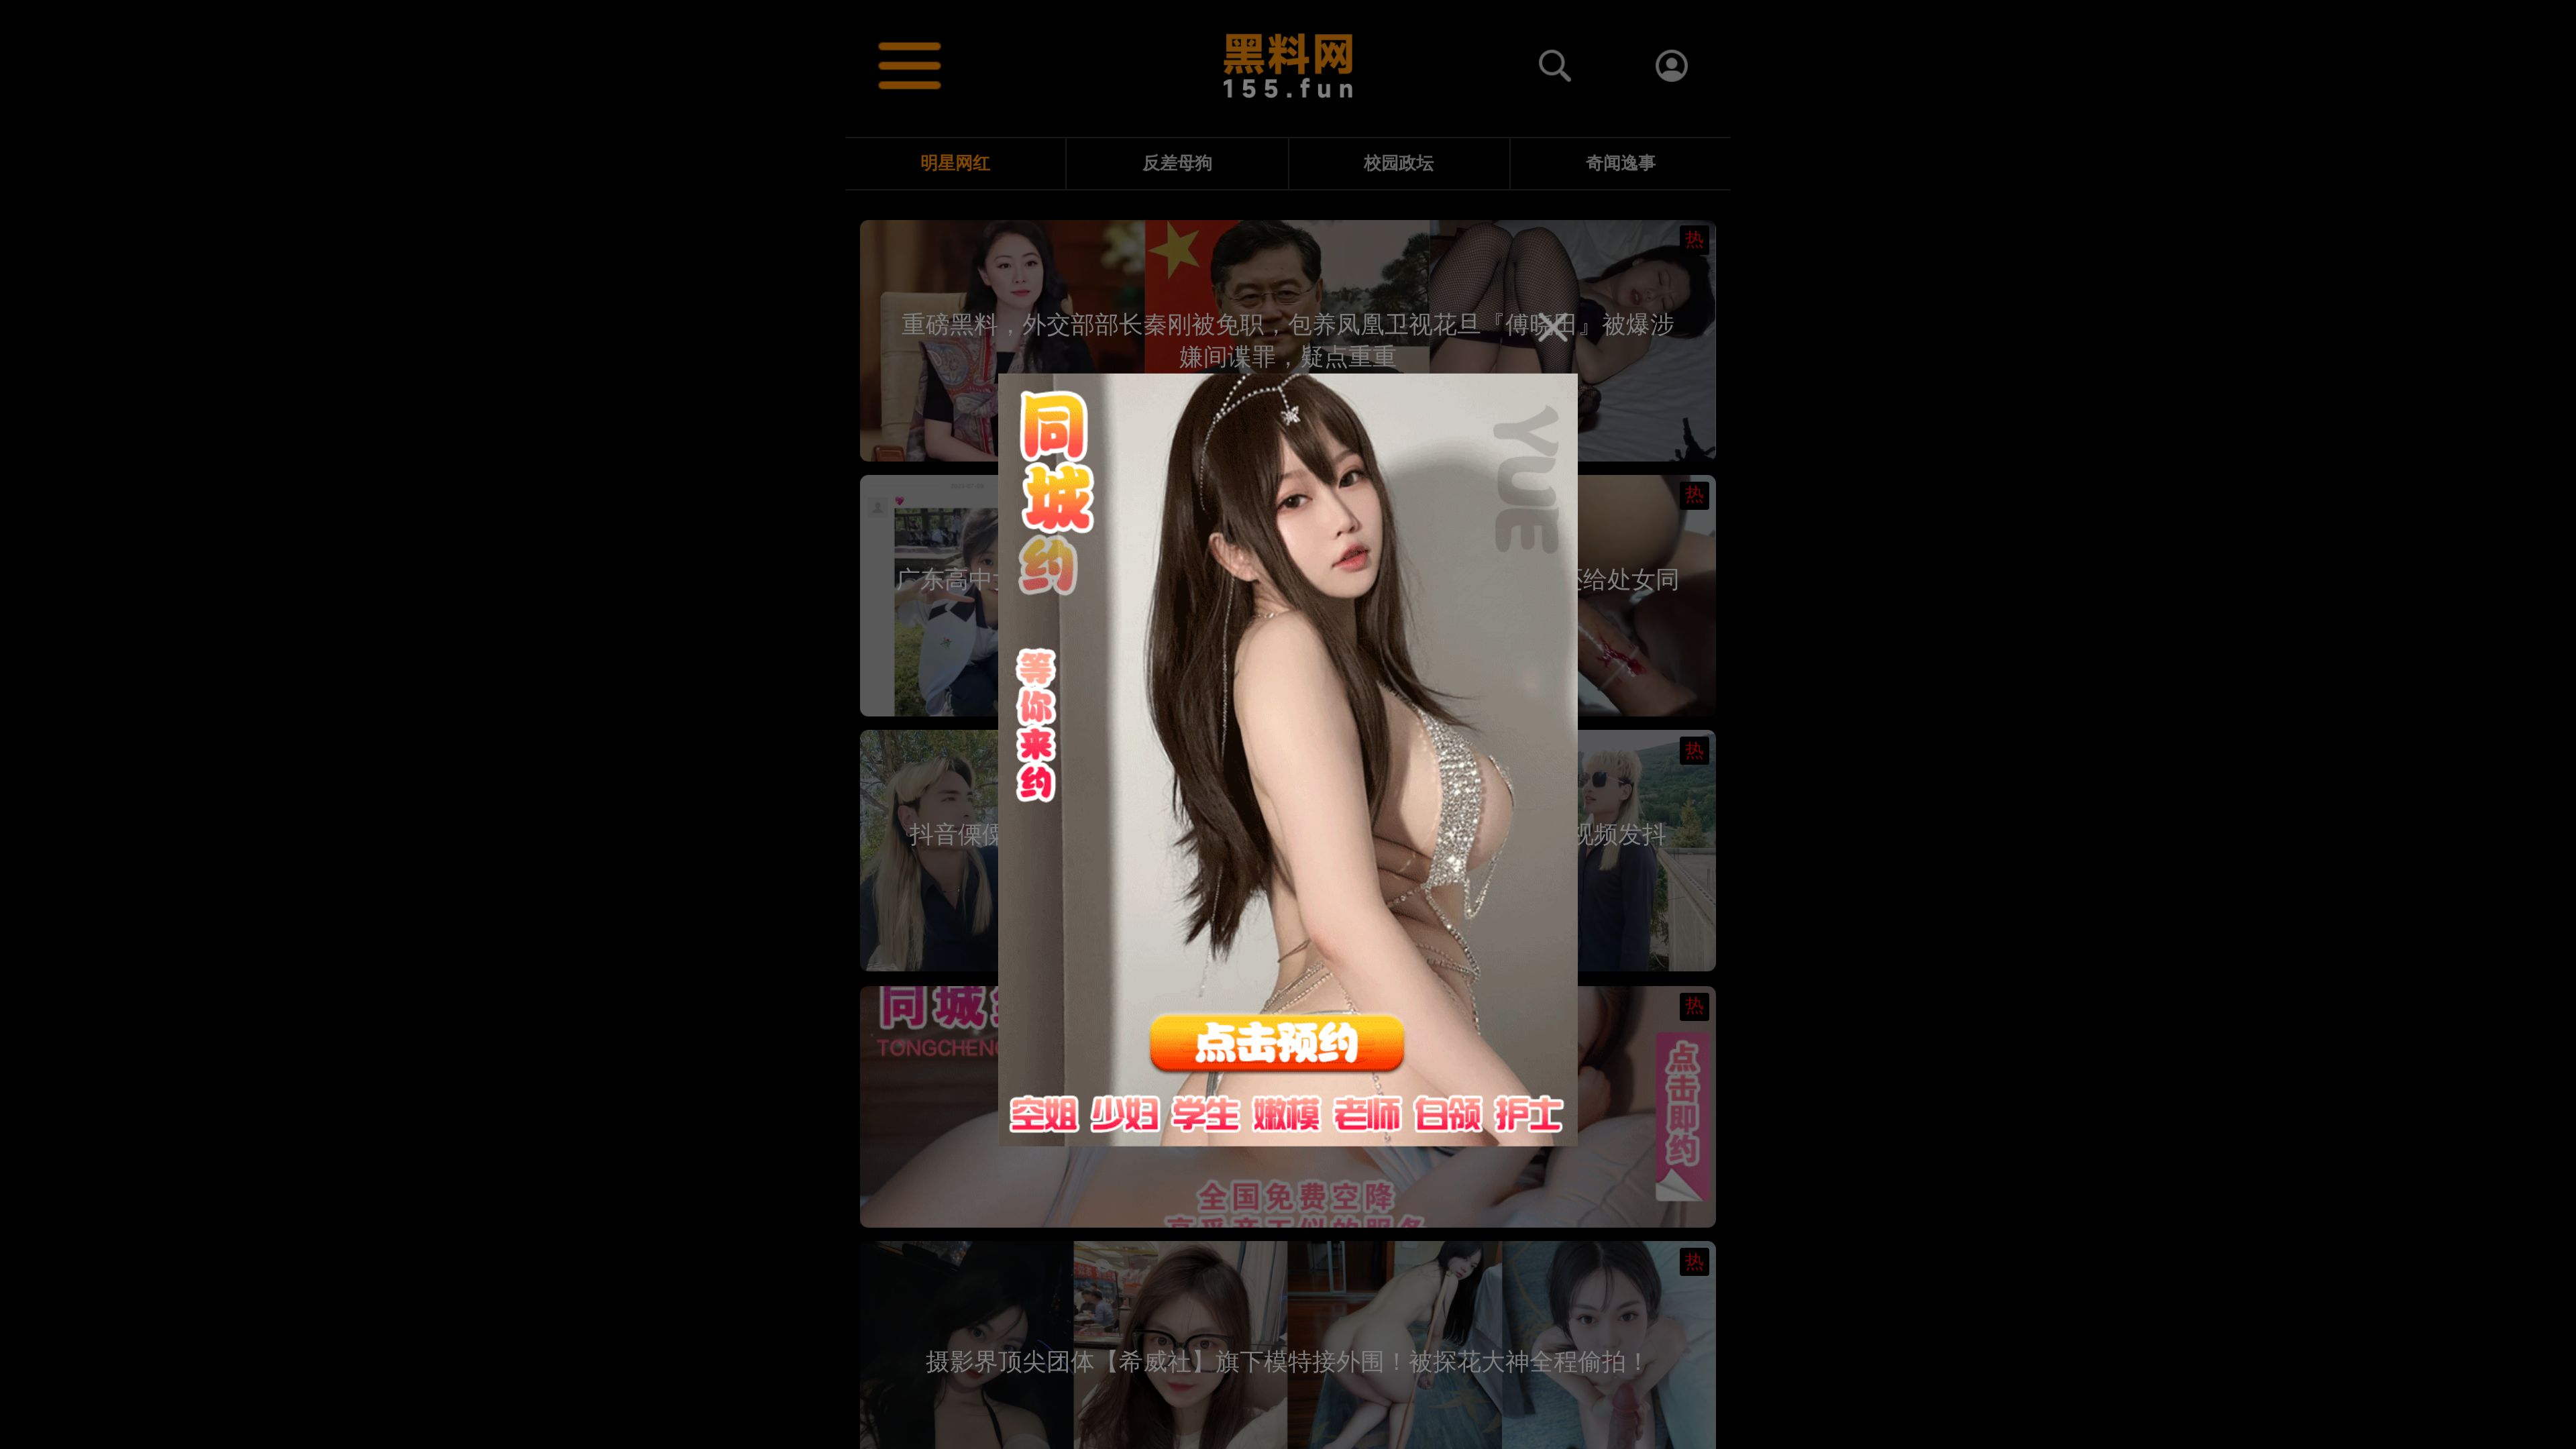 黑料网
155.fun
明星网红
反差母狗
校园政坛
奇闻逸事
热
重磅黑料，外交部部长秦刚被免职，包养凤凰卫视花旦『傅晓田』被爆涉
嫌间谍罪，疑点重重
同城约
YUE
等你来约
热
广东高中
给处女同
热
抖音傈
视频发抖
点击预约
空姐 少妇 学生 嫩模 老师 白领 护士
热
同城
TONGCHENG
点击即约
全国免费空降
热
摄影界顶尖团体【希威社】旗下模特接外围！被探花大神全程偷拍！